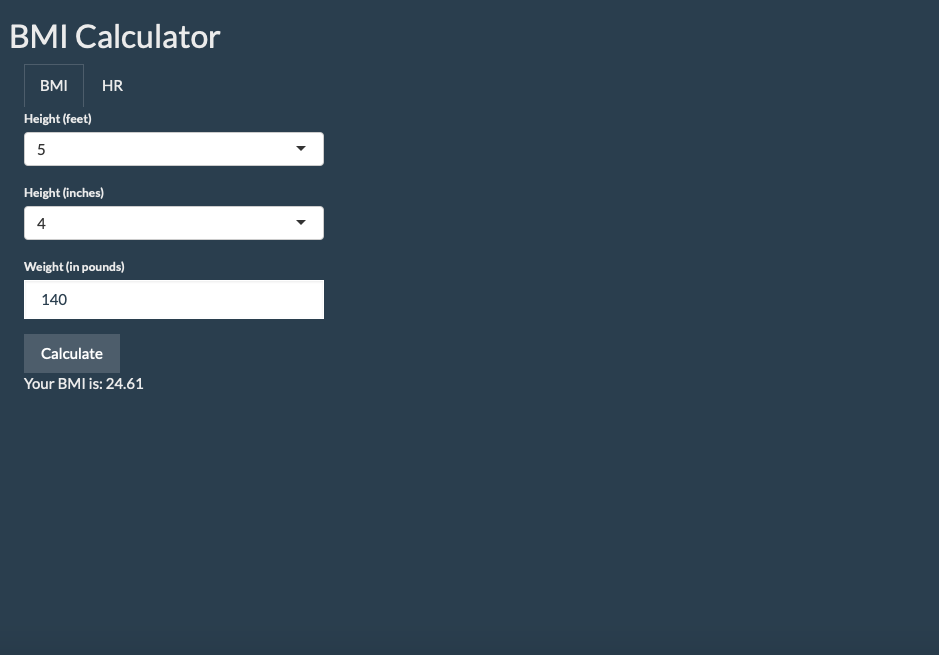 BMI Calculator
BMI HR
Height (feet)
5
Height (inches)
4
Weight (in pounds)
140
Calculate
Your BMI is: 24.61